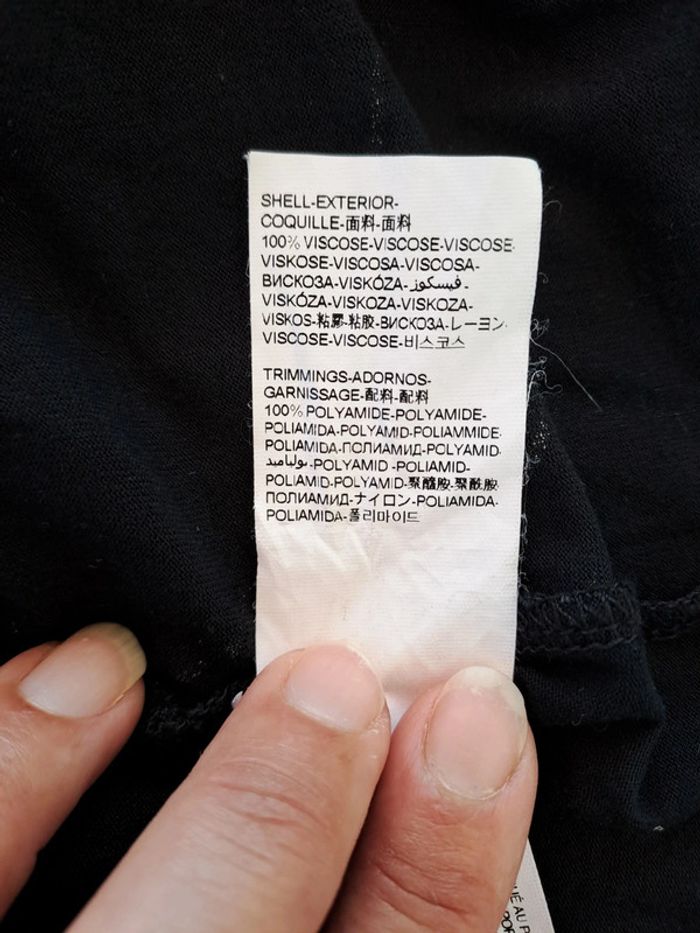 SHELL-EXTERIOR-
COQUILLE-面料-面料
100% VISCOSE-VISCOSE-VISCOSE-
VISKOSE-VISCOSA-VISCOSA-
ВИСКОЗА-VISKÓZA-فيسكوز-
VISKÓZA-VISKOZA-VISKOZA-
VISKOS-粘膠-粘胶-ВИСКОЗА-レーヨン-
VISCOSE-VISCOSE-비스코스
TRIMMINGS-ADORNOS-
GARNISSAGE-配料-配料
100% POLYAMIDE-POLYAMIDE-
POLIAMIDA-POLYAMID-POLIAMMIDE-
POLIAMIDA-ПОЛИАМИД-POLYAMID-
بولياميد-POLYAMID -POLIAMID-
POLIAMID-POLYAMID-聚醯胺-聚酰胺-
ПОЛИАМИД-ナイロン-POLIAMIDA-
POLIAMIDA-폴리마이드
UÉ AU P